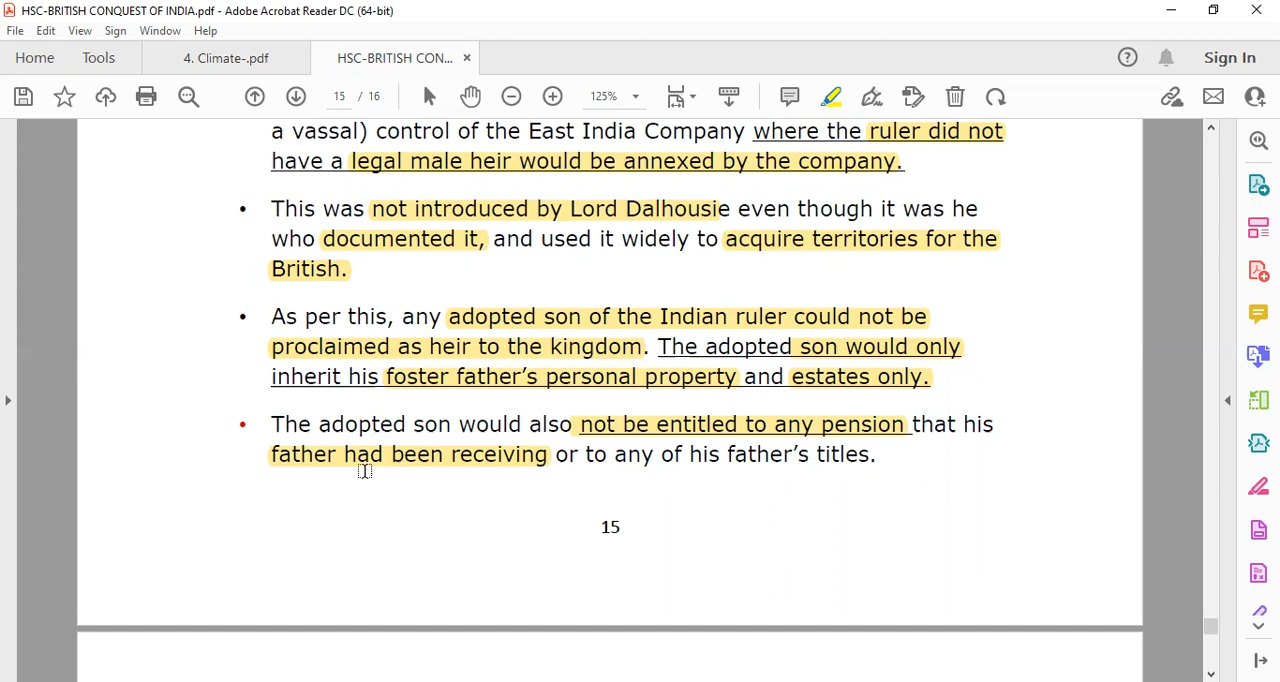 HSC-BRITISH CONQUEST OF INDIA.pdf - Adobe Acrobat Reader DC (64-bit)
File Edit View Sign Window Help
Home Tools 4. Climate-.pdf HSC-BRITISH CON... × Sign In
15 / 16 125%
a vassal) control of the East India Company where the ruler did not
have a legal male heir would be annexed by the company.
• This was not introduced by Lord Dalhousie even though it was he
who documented it, and used it widely to acquire territories for the
British.
• As per this, any adopted son of the Indian ruler could not be
proclaimed as heir to the kingdom. The adopted son would only
inherit his foster father's personal property and estates only.
• The adopted son would also not be entitled to any pension that his
father had been receiving or to any of his father's titles.
15